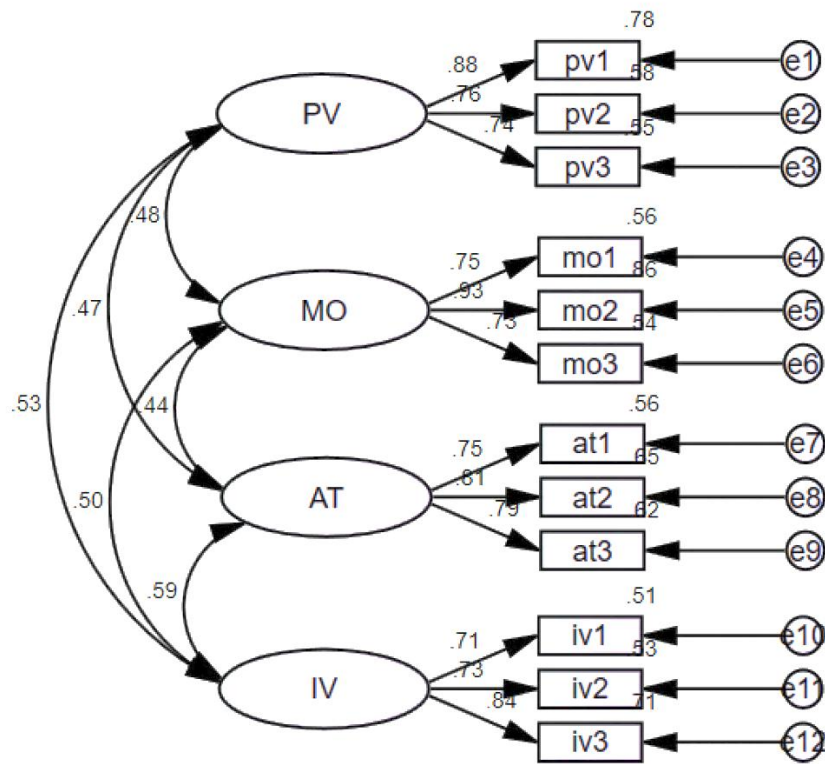 .78
.88 pv1 e1
.58
.76 pv2 e2
PV
.55
.74 pv3 e3
.48
.56
.75 mo1 e4
.86
.47 MO .93 mo2 e5
.54
.73 mo3 e6
.53 .44
.56
.75 at1 e7
.65
.50 AT .81 at2 e8
.62
.79 at3 e9
.59
.51
.71 iv1 e10
.53
IV .73 iv2 e11
.71
.84 iv3 e12